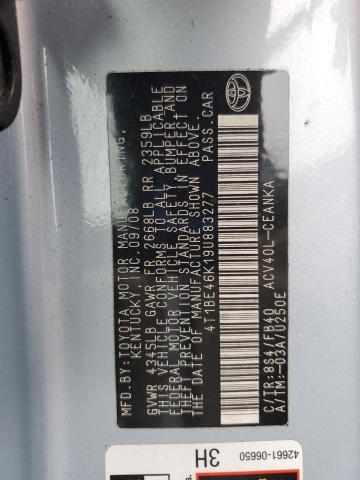 MFD.BY:TOYOTA MOTOR MANUFACTURING,
KENTUCKY, INC.09/08
GVWR 4345LB GAWR FR 2668LB RR 2359LB
THIS VEHICLE CONFORMS TO ALL APPLICABLE
FEDERAL MOTOR VEHICLE SAFETY, BUMPER,AND
THEFT PREVENTION STANDARDS IN EFFECT ON
THE DATE OF MANUFACTURE SHOWN ABOVE.
4T1BE46K19U883277 PASS.CAR
C/TR:8S4/FB40 ACV40L-CEANKA
A/TM:-03A/U250E
TOYOTA
42661-06650
3H